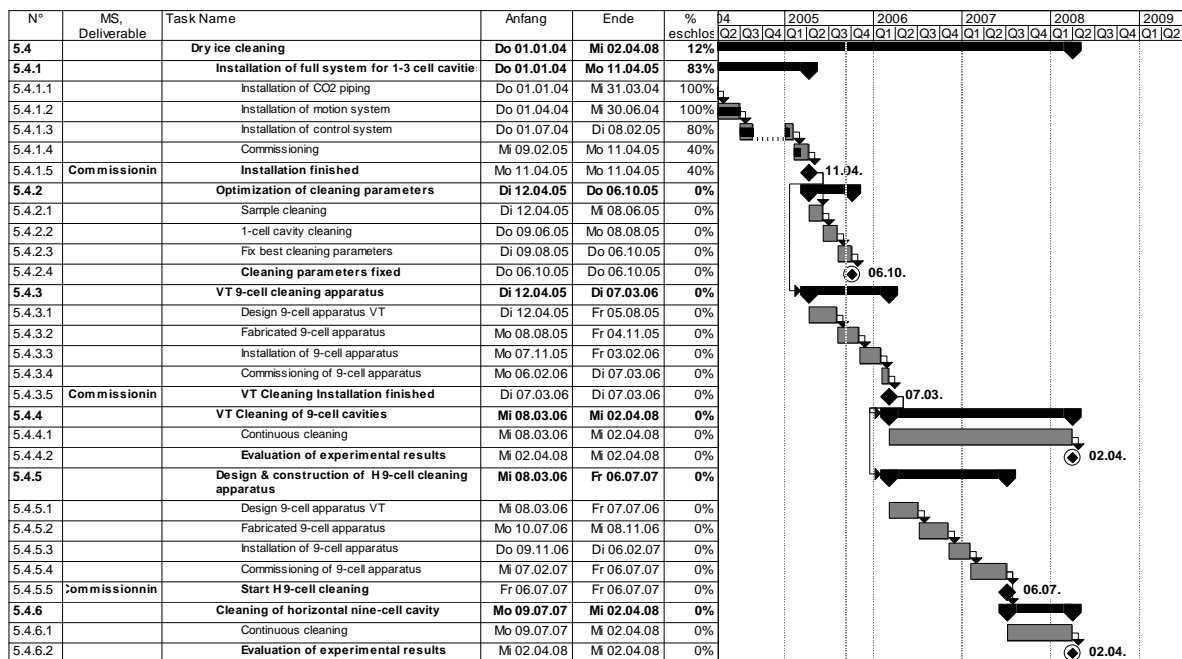 N° MS, Deliverable Task Name Anfang Ende % eschlos 04 2005 2006 2007 2008 2009
Q2 Q3 Q4 Q1 Q2 Q3 Q4 Q1 Q2 Q3 Q4 Q1 Q2 Q3 Q4 Q1 Q2 Q3 Q4 Q1 Q2
5.4 Dry ice cleaning Do 01.01.04 Mi 02.04.08 12%
5.4.1 Installation of full system for 1-3 cell cavitie Do 01.01.04 Mo 11.04.05 83%
5.4.1.1 Installation of CO2 piping Do 01.01.04 Mi 31.03.04 100%
5.4.1.2 Installation of motion system Do 01.04.04 Mi 30.06.04 100%
5.4.1.3 Installation of control system Do 01.07.04 Di 08.02.05 80%
5.4.1.4 Commissioning Mi 09.02.05 Mo 11.04.05 40%
5.4.1.5 Commissionin Installation finished Mo 11.04.05 Mo 11.04.05 40% 11.04.
5.4.2 Optimization of cleaning parameters Di 12.04.05 Do 06.10.05 0%
5.4.2.1 Sample cleaning Di 12.04.05 Mi 08.06.05 0%
5.4.2.2 1-cell cavity cleaning Do 09.06.05 Mo 08.08.05 0%
5.4.2.3 Fix best cleaning parameters Di 09.08.05 Do 06.10.05 0%
5.4.2.4 Cleaning parameters fixed Do 06.10.05 Do 06.10.05 0% 06.10.
5.4.3 VT 9-cell cleaning apparatus Di 12.04.05 Di 07.03.06 0%
5.4.3.1 Design 9-cell apparatus VT Di 12.04.05 Fr 05.08.05 0%
5.4.3.2 Fabricated 9-cell apparatus Mo 08.08.05 Fr 04.11.05 0%
5.4.3.3 Installation of 9-cell apparatus Mo 07.11.05 Fr 03.02.06 0%
5.4.3.4 Commissioning of 9-cell apparatus Mo 06.02.06 Di 07.03.06 0%
5.4.3.5 Commissionin VT Cleaning Installation finished Di 07.03.06 Di 07.03.06 0% 07.03.
5.4.4 VT Cleaning of 9-cell cavities Mi 08.03.06 Mi 02.04.08 0%
5.4.4.1 Continuous cleaning Mi 08.03.06 Mi 02.04.08 0%
5.4.4.2 Evaluation of experimental results Mi 02.04.08 Mi 02.04.08 0% 02.04.
5.4.5 Design & construction of H 9-cell cleaning Mi 08.03.06 Fr 06.07.07 0%
apparatus
5.4.5.1 Design 9-cell apparatus VT Mi 08.03.06 Fr 07.07.06 0%
5.4.5.2 Fabricated 9-cell apparatus Mo 10.07.06 Mi 08.11.06 0%
5.4.5.3 Installation of 9-cell apparatus Do 09.11.06 Di 06.02.07 0%
5.4.5.4 Commissioning of 9-cell apparatus Mi 07.02.07 Fr 06.07.07 0%
5.4.5.5 Commissionnin Start H 9-cell cleaning Fr 06.07.07 Fr 06.07.07 0% 06.07.
5.4.6 Cleaning of horizontal nine-cell cavity Mo 09.07.07 Mi 02.04.08 0%
5.4.6.1 Continuous cleaning Mo 09.07.07 Mi 02.04.08 0%
5.4.6.2 Evaluation of experimental results Mi 02.04.08 Mi 02.04.08 0% 02.04.